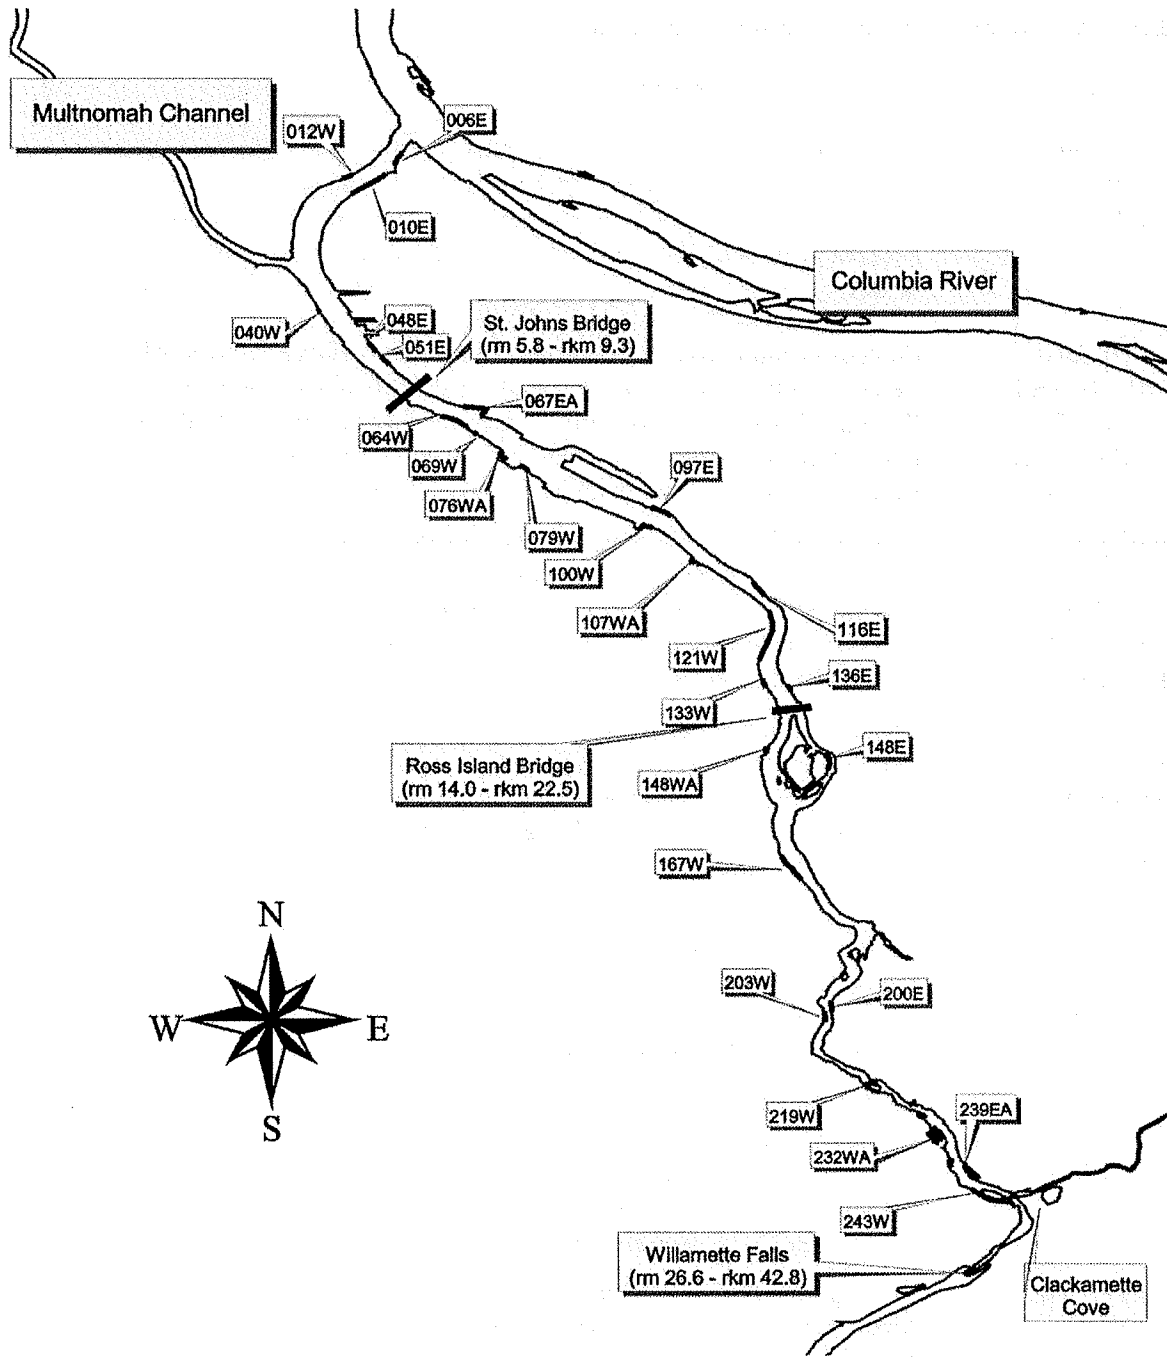 Multnomah Channel
012W
006E
010E
Columbia River
040W
048E
051E
St. Johns Bridge
(rm 5.8 - rkm 9.3)
067EA
064W
069W
076WA
097E
079W
100W
107WA
116E
121W
136E
133W
Ross Island Bridge
(rm 14.0 - rkm 22.5)
148E
148WA
167W
N
W
E
S
203W
200E
219W
239EA
232WA
243W
Willamette Falls
(rm 26.6 - rkm 42.8)
Clackamette
Cove